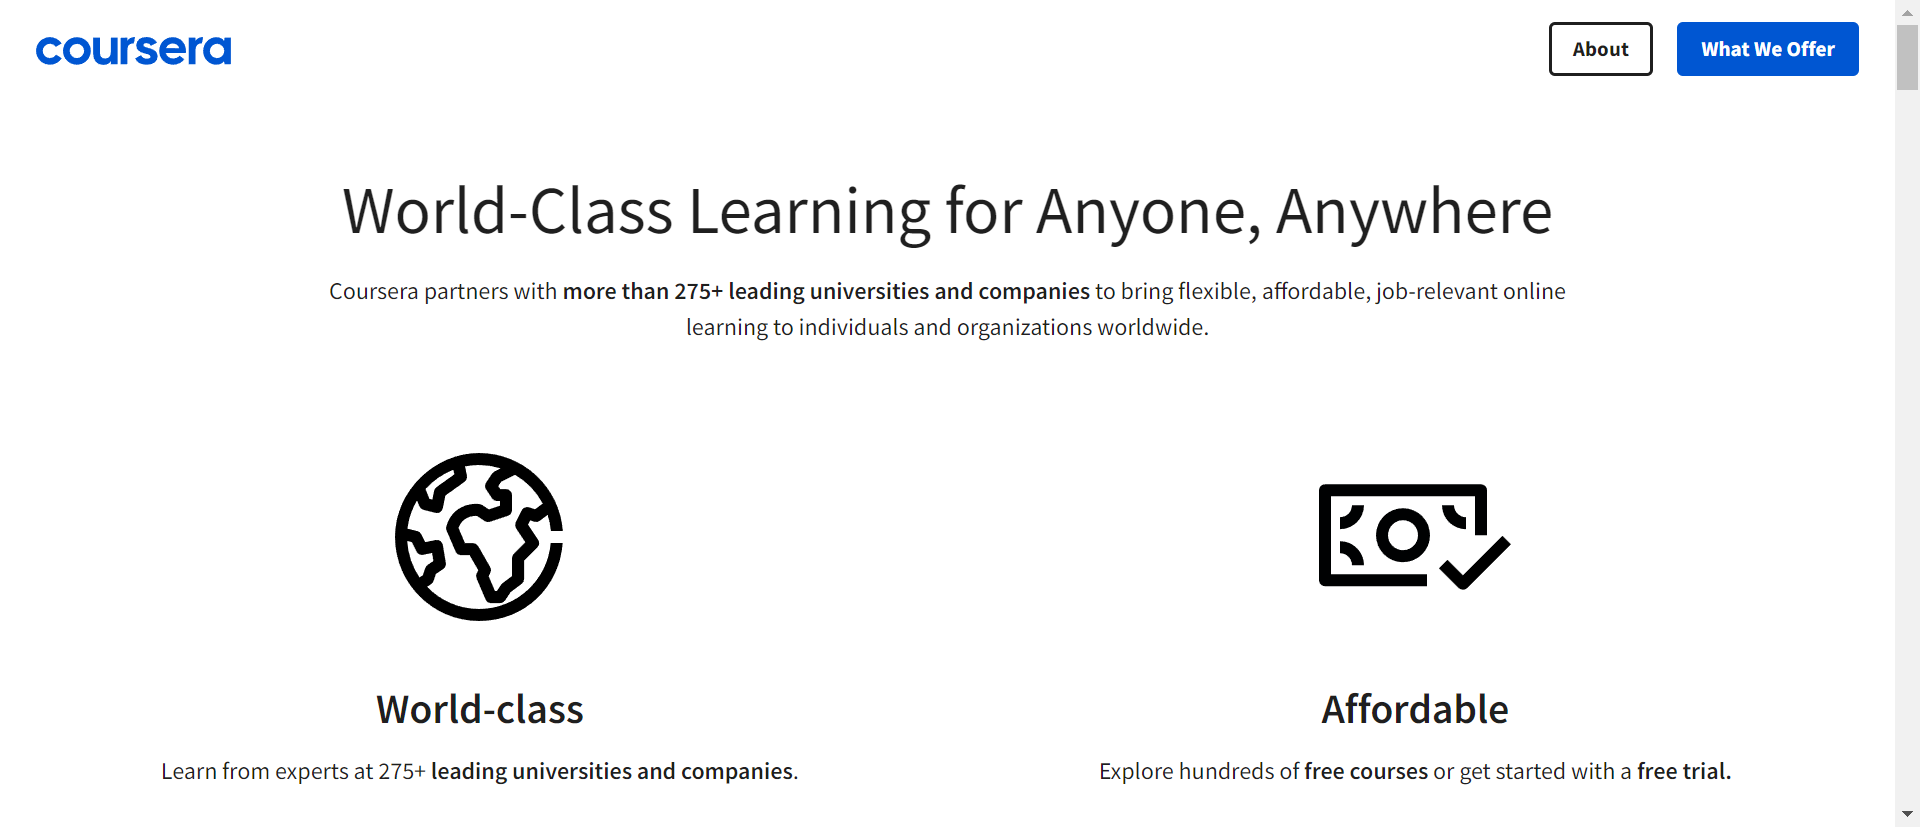 coursera
About
What We Offer
World-Class Learning for Anyone, Anywhere
Coursera partners with more than 275+ leading universities and companies to bring flexible, affordable, job-relevant online
learning to individuals and organizations worldwide.
World-class
Learn from experts at 275+ leading universities and companies.
Affordable
Explore hundreds of free courses or get started with a free trial.